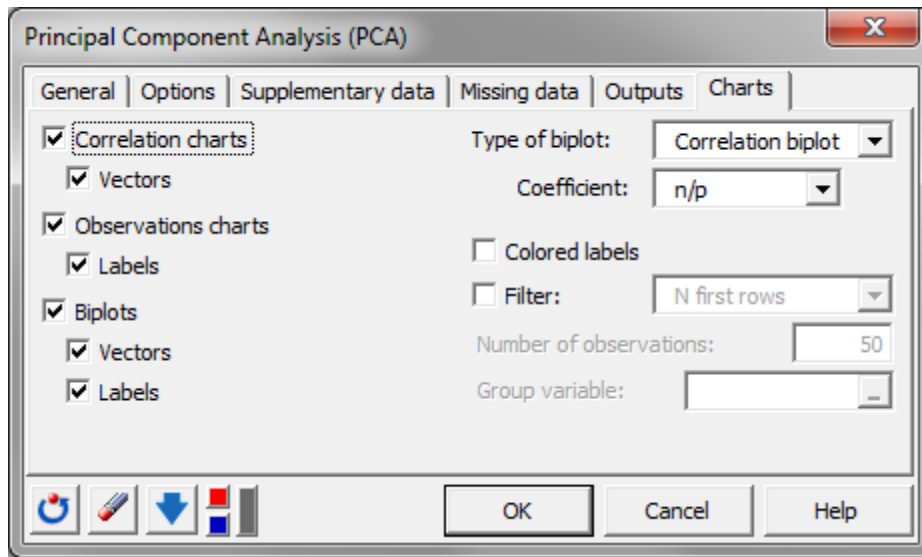 Principal Component Analysis (PCA)
General Options Supplementary data Missing data Outputs Charts
Correlation charts
Vectors
Observations charts
Labels
Biplots
Vectors
Labels
Type of biplot: Correlation biplot
Coefficient: n/p
Colored labels
Filter: N first rows
Number of observations: 50
Group variable: _
OK Cancel Help